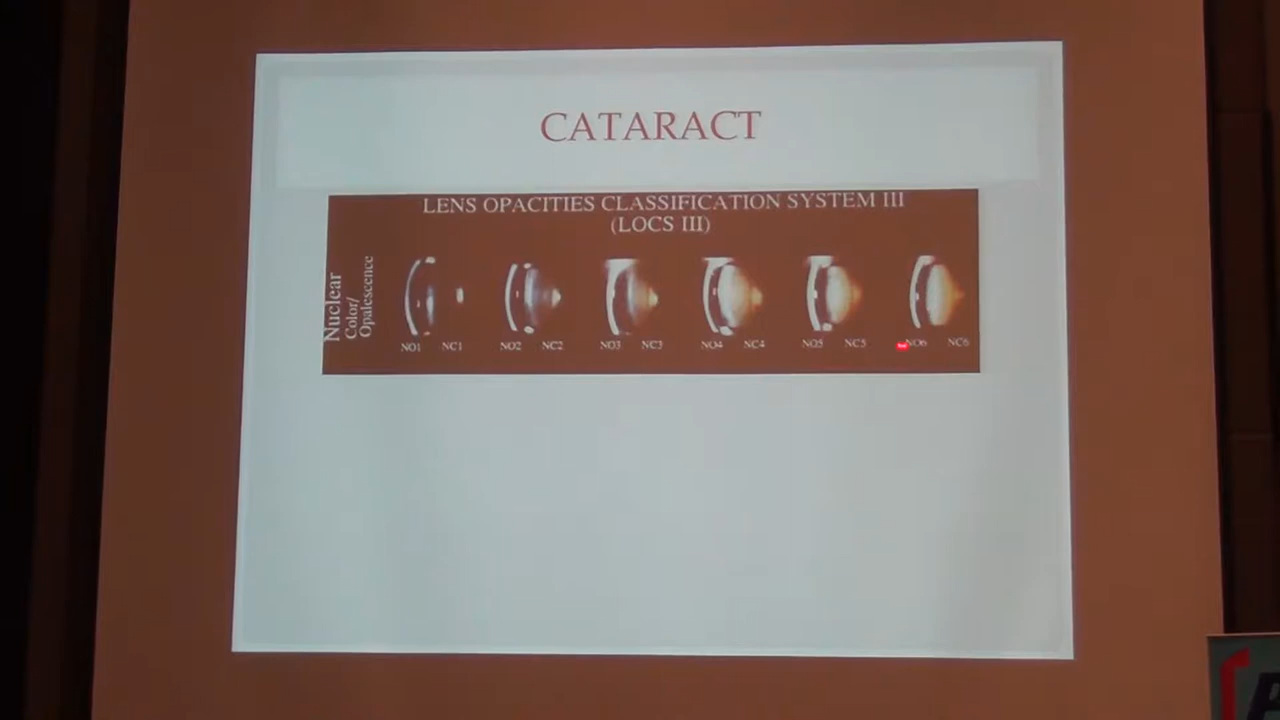 CATARACT
LENS OPACITIES CLASSIFICATION SYSTEM III
(LOCS III)
Nuclear
Color/
Opalescence
NO1 NC1 NO2 NC2 NO3 NC3 NO4 NC4 NO5 NC5 NO6 NC6